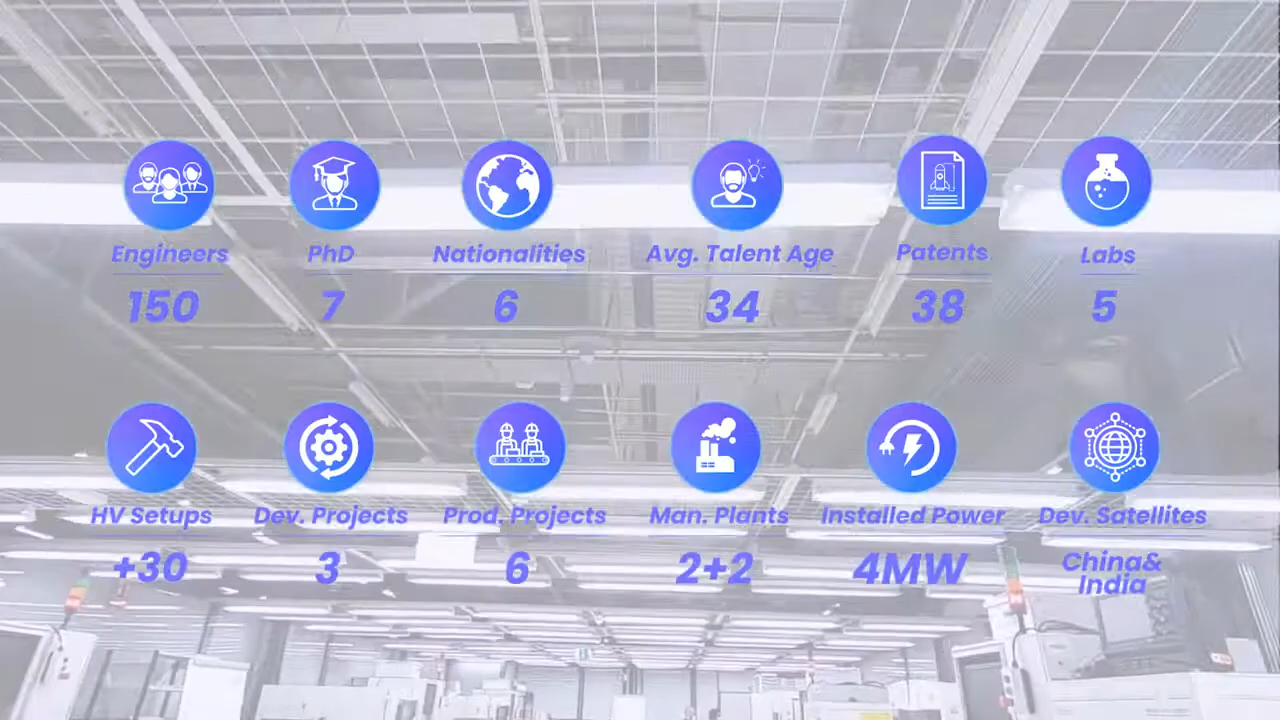 Engineers PhD Nationalities Avg. Talent Age Patents Labs
150 7 6 34 38 5
HV Setups Dev. Projects Prod. Projects Man. Plants Installed Power Dev. Satellites
+30 3 6 2+2 4MW China&
India